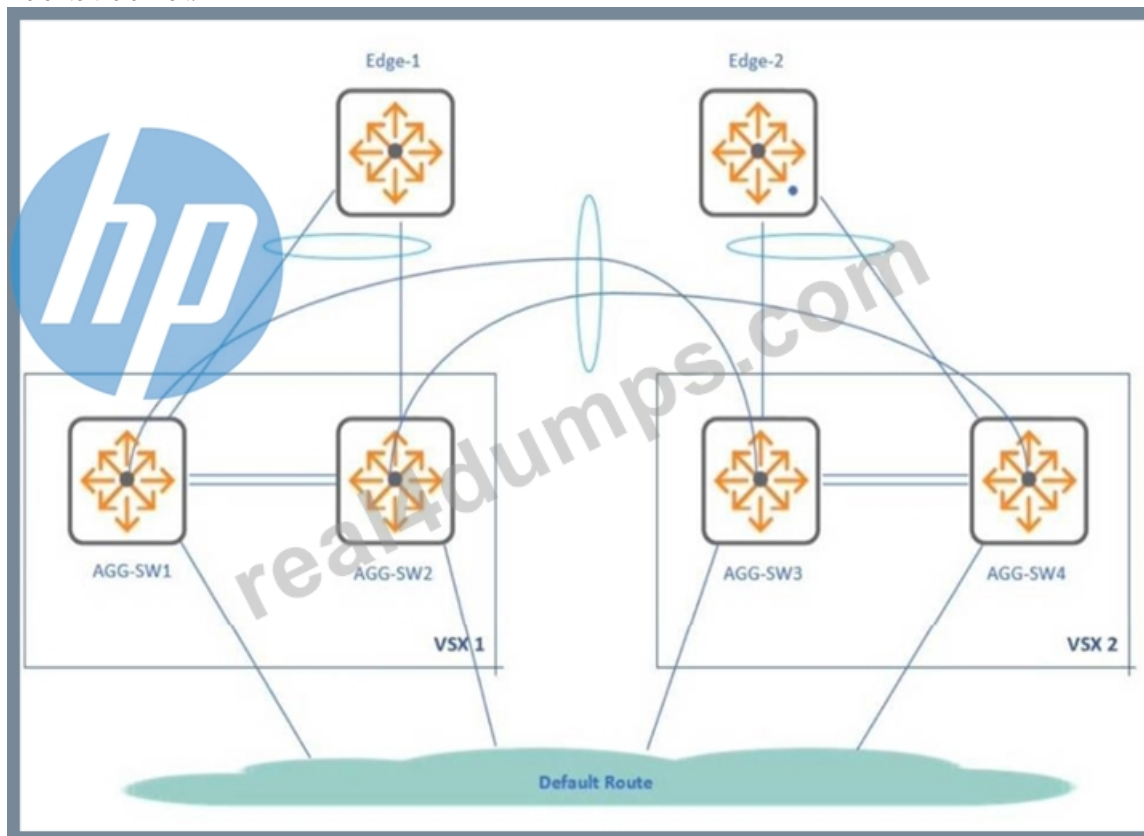 Edge-1
Edge-2
hp
real4dumps.com
AGG-SW1
AGG-SW2
AGG-SW3
AGG-SW4
VSX 1
VSX 2
Default Route